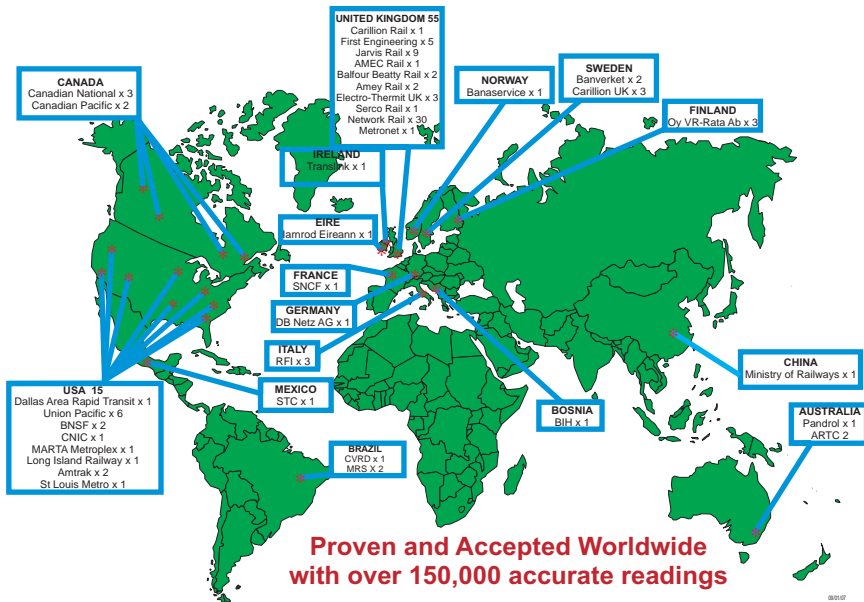 UNITED KINGDOM 55
Carillion Rail x 1
First Engineering x 5
Jarvis Rail x 9
AMEC Rail x 1
Balfour Beatty Rail x 2
Amey Rail x 2
Electro-Thermit UK x 3
Serco Rail x 1
Network Rail x 30
Metronet x 1
CANADA
Canadian National x 3
Canadian Pacific x 2
NORWAY
Banaservice x 1
SWEDEN
Banverket x 2
Carillion UK x 3
FINLAND
Oy VR-Rata Ab x 3
IRELAND
Translink x 1
EIRE
Iarnrod Eireann x 1
FRANCE
SNCF x 1
GERMANY
DB Netz AG x 1
ITALY
RFI x 3
MEXICO
STC x 1
USA 15
Dallas Area Rapid Transit x 1
Union Pacific x 6
BNSF x 2
CNIC x 1
MARTA Metroplex x 1
Long Island Railway x 1
Amtrak x 2
St Louis Metro x 1
BRAZIL
CVRD x 1
MRS X 2
BOSNIA
BIH x 1
CHINA
Ministry of Railways x 1
AUSTRALIA
Pandrol x 1
ARTC 2
Proven and Accepted Worldwide
with over 150,000 accurate readings